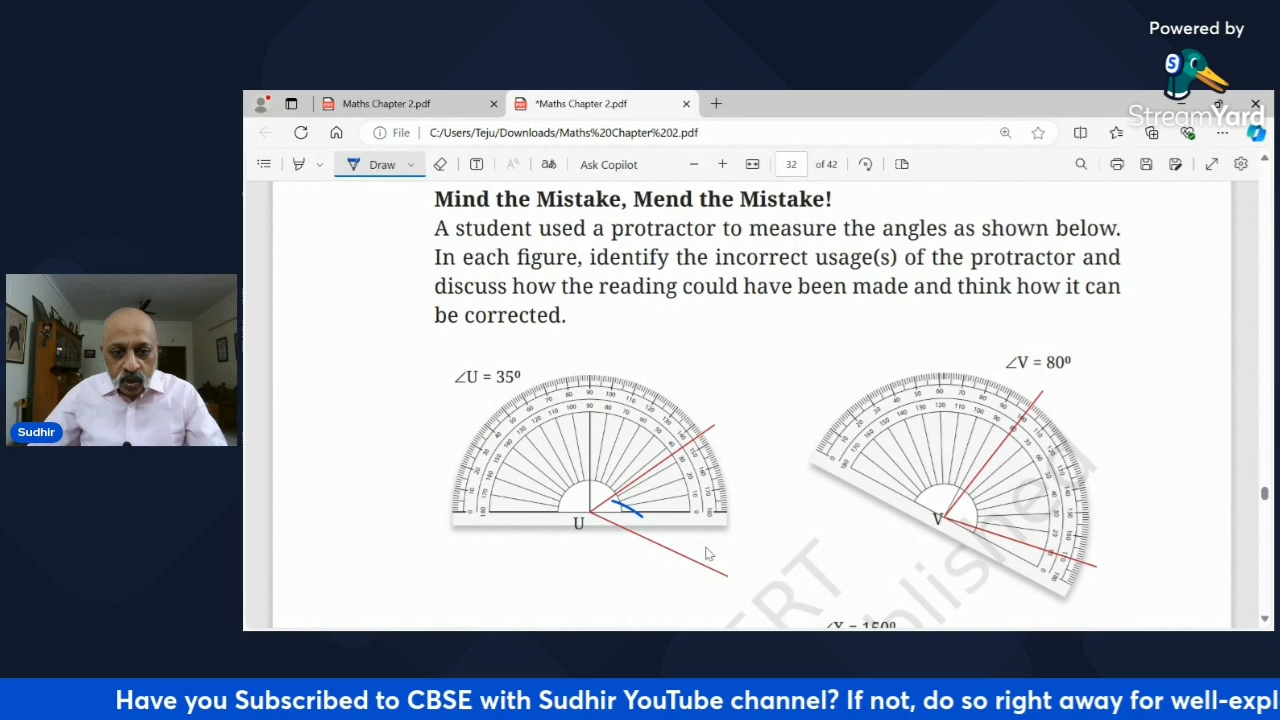 Powered by
S
StreamYard
Maths Chapter 2.pdf
*Maths Chapter 2.pdf
File
C:/Users/Teju/Downloads/Maths%20Chapter%202.pdf
Draw
Ask Copilot
32 of 42
Mind the Mistake, Mend the Mistake!
A student used a protractor to measure the angles as shown below.
In each figure, identify the incorrect usage(s) of the protractor and
discuss how the reading could have been made and think how it can
be corrected.
∠U = 35⁰
∠V = 80⁰
U
V
Sudhir
Have you Subscribed to CBSE with Sudhir YouTube channel? If not, do so right away for well-expl